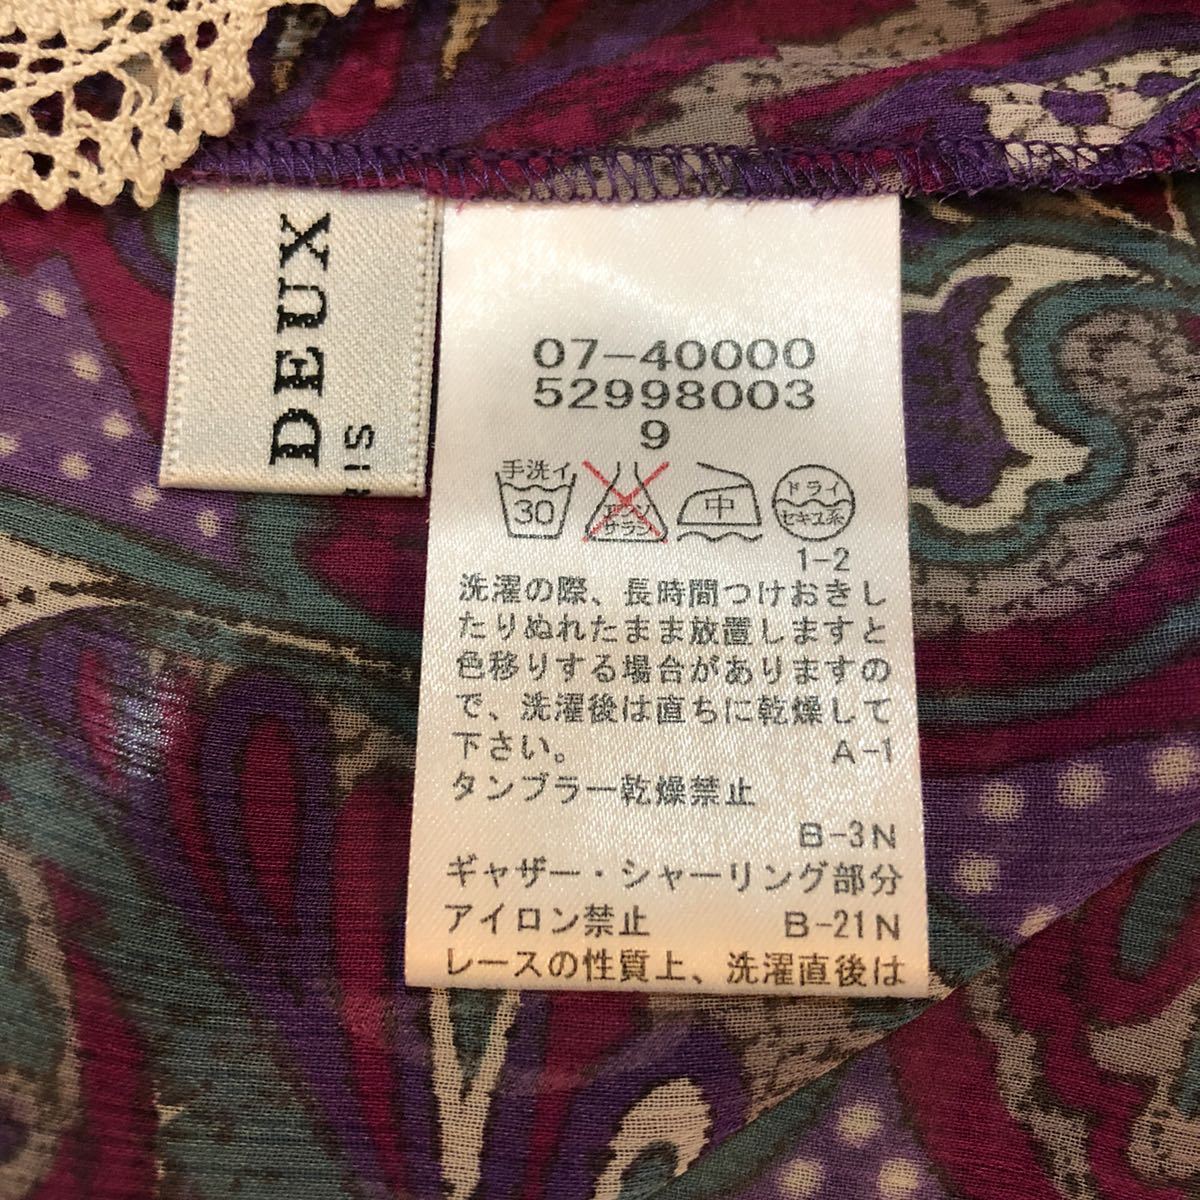 DEUX
07-40000
52998003
9
手洗イ
30
エンソ
サラシ
中
ドライ
セキユ系
1-2
洗濯の際、長時間つけおきし
たりぬれたまま放置しますと
色移りする場合がありますの
で、洗濯後は直ちに乾燥して
下さい。 A-1
タンブラー乾燥禁止
B-3N
ギャザー・シャーリング部分
アイロン禁止 B-21N
レースの性質上、洗濯直後は